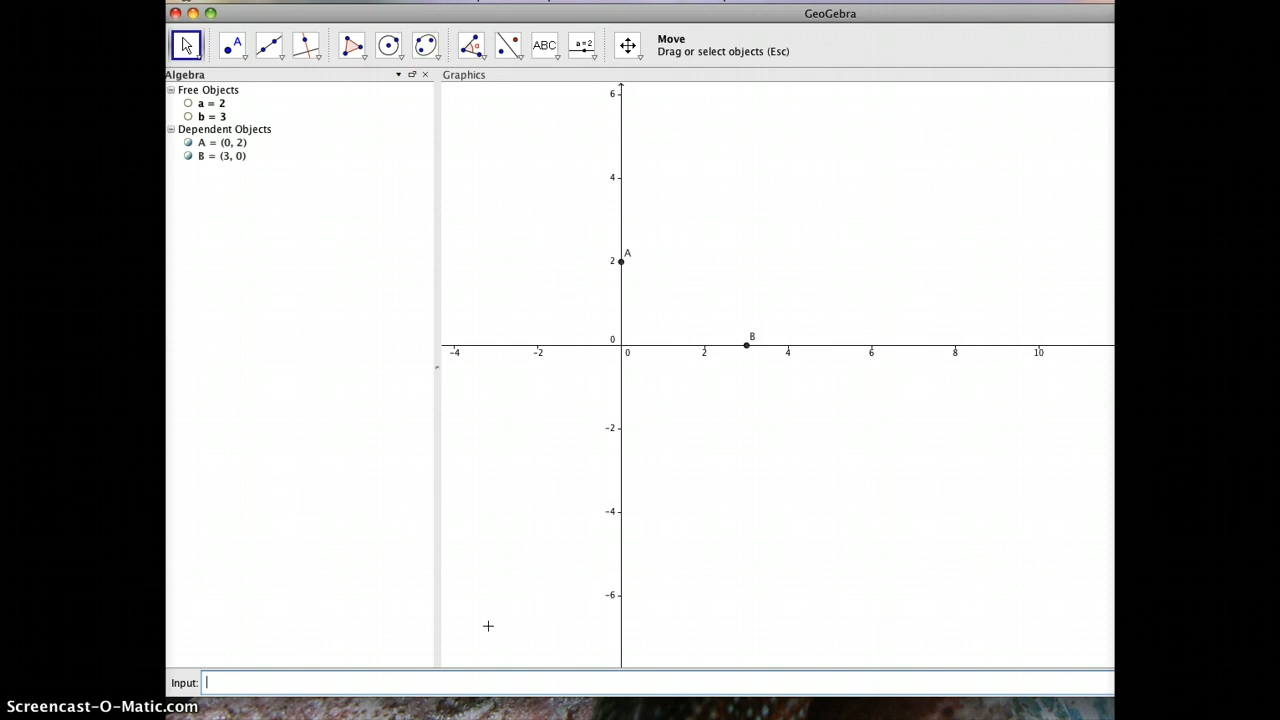 GeoGebra
A
ABC
a = 2
α
Move
Drag or select objects (Esc)
Algebra
Graphics
Free Objects
a = 2
b = 3
Dependent Objects
A = (0, 2)
B = (3, 0)
6
4
2
A
0
B
-4 -2 0 2 4 6 8 10
-2
-4
-6
Input:
Screencast-O-Matic.com